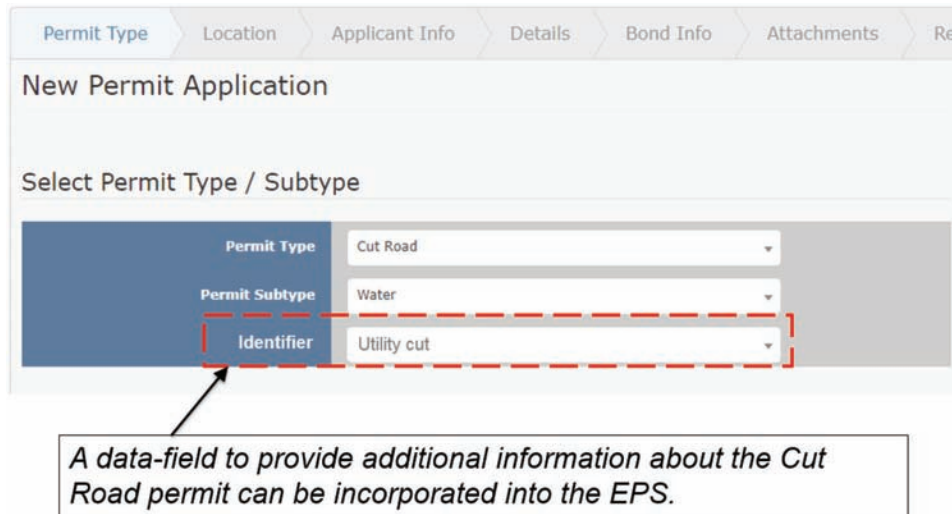 Permit Type Location Applicant Info Details Bond Info Attachments Re
New Permit Application
Select Permit Type / Subtype
Permit Type Cut Road
Permit Subtype Water
Identifier Utility cut
A data-field to provide additional information about the Cut
Road permit can be incorporated into the EPS.